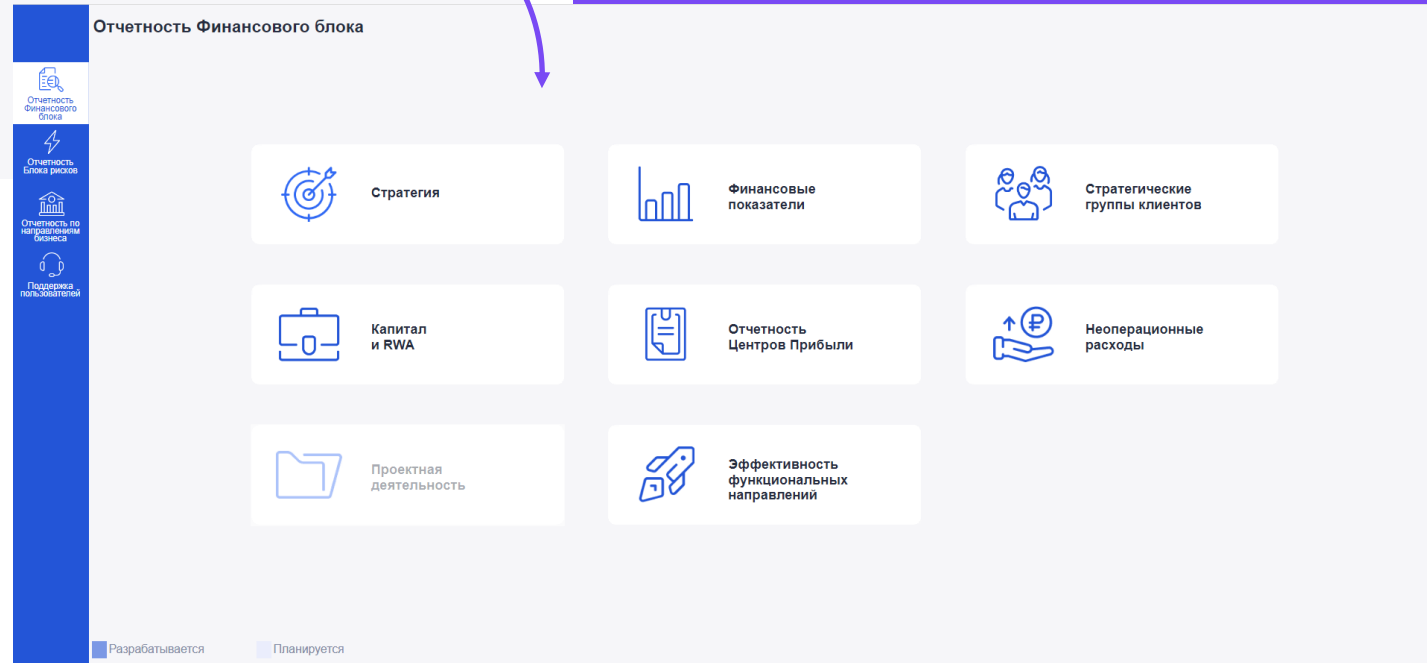 Отчетность Финансового блока
Отчетность
Финансового
блока
Отчетность
Блока рисков
Отчетность по
направлениям
бизнеса
Поддержка
пользователей
Стратегия
Финансовые
показатели
Стратегические
группы клиентов
Капитал
и RWA
Отчетность
Центров Прибыли
Неоперационные
расходы
Проектная
деятельность
Эффективность
функциональных
направлений
Разрабатывается
Планируется